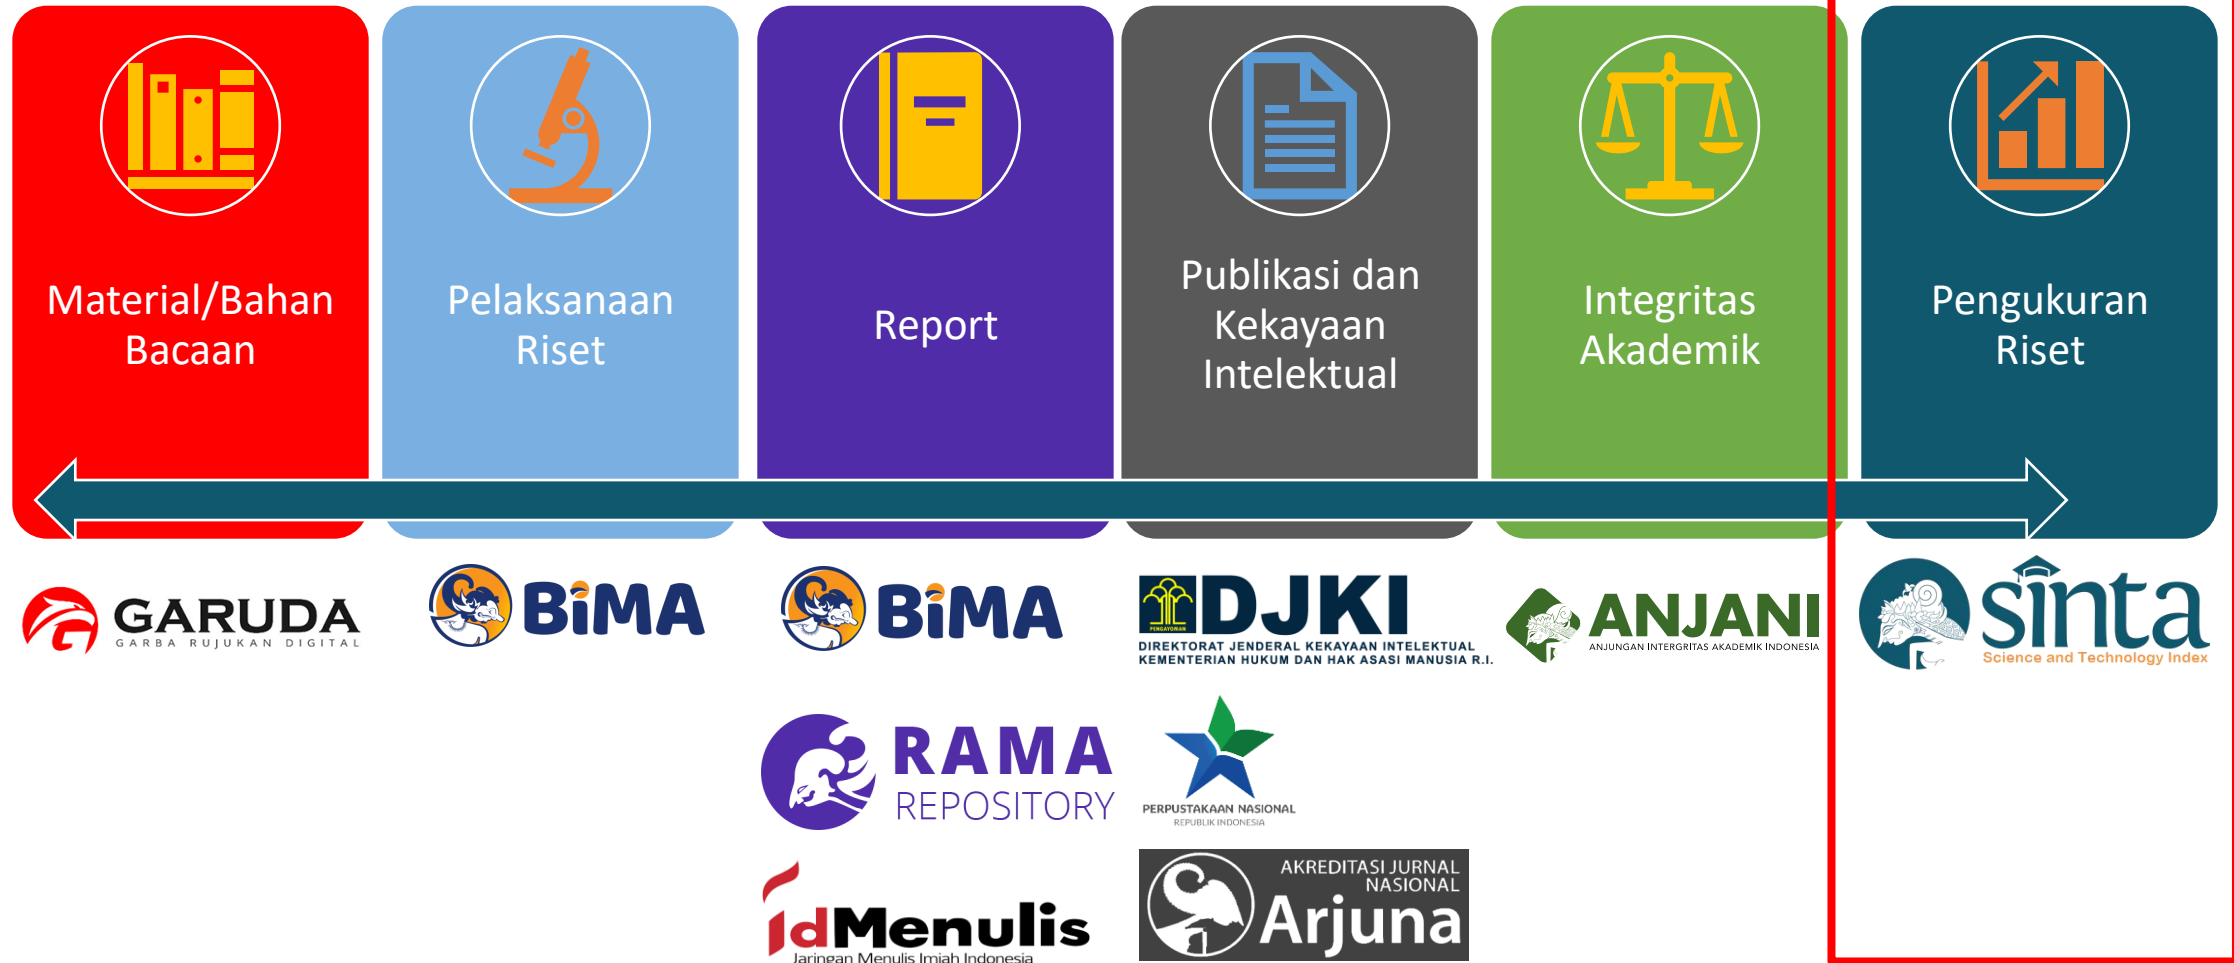 Material/Bahan
Bacaan
Pelaksanaan
Riset
Report
Publikasi dan
Kekayaan
Intelektual
Integritas
Akademik
Pengukuran
Riset
GARUDA
GARBA RUJUKAN DIGITAL
BiMA
BiMA
RAMA
REPOSITORY
idMenulis
Jaringan Menulis Imiah Indonesia
PENGAYOMAN
DJKI
DIREKTORAT JENDERAL KEKAYAAN INTELEKTUAL
KEMENTERIAN HUKUM DAN HAK ASASI MANUSIA R.I.
PERPUSTAKAAN NASIONAL
REPUBLIK INDONESIA
AKREDITASI JURNAL
NASIONAL
Arjuna
ANJANI
ANJUNGAN INTERGRITAS AKADEMIK INDONESIA
sinta
Science and Technology Index